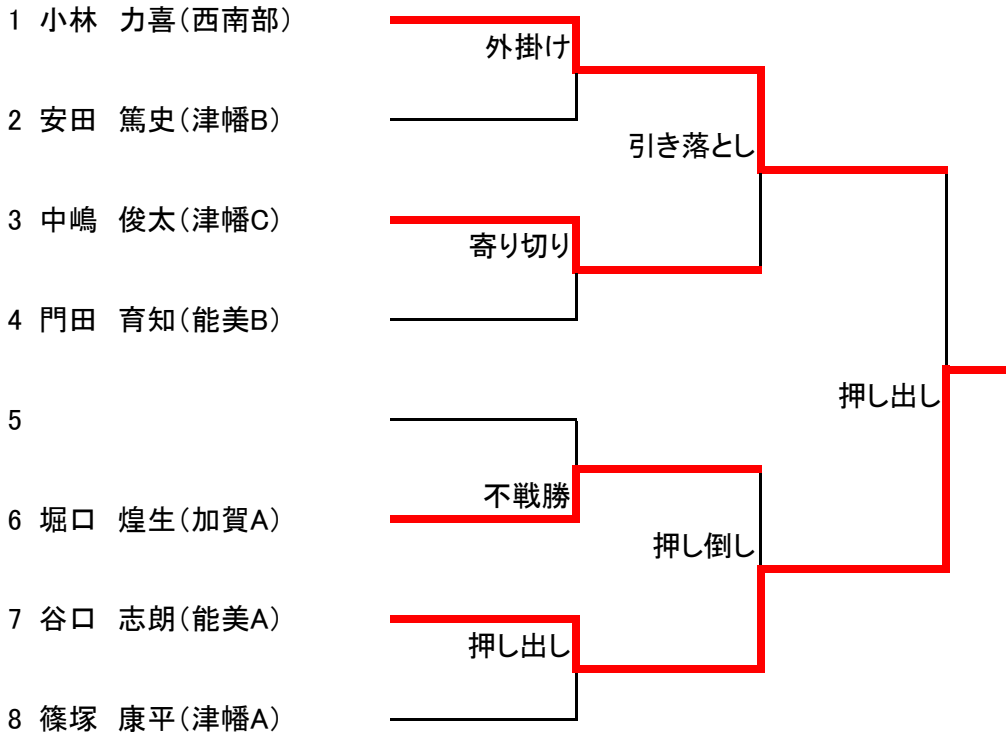 1 小林 力喜(西南部)
外掛け
2 安田 篤史(津幡B)
引き落とし
3 中嶋 俊太(津幡C)
寄り切り
4 門田 育知(能美B)
押し出し
5
不戦勝
6 堀口 煌生(加賀A)
押し倒し
7 谷口 志朗(能美A)
押し出し
8 篠塚 康平(津幡A)